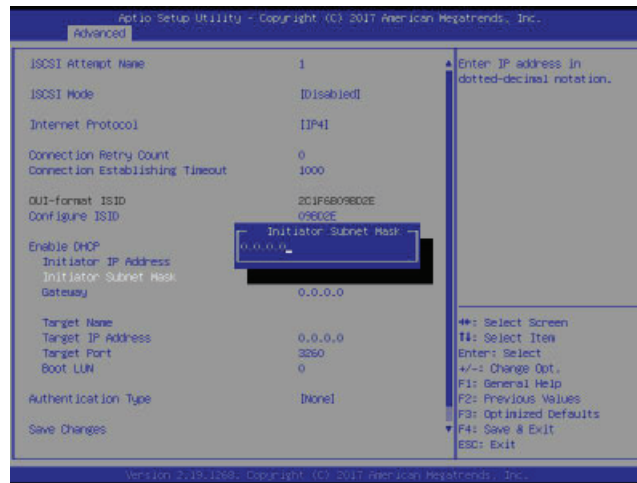 Aptio Setup Utility - Copyright (C) 2017 American Megatrends, Inc.
Advanced
iSCSI Attempt Name 1
iSCSI Mode [Disabled]
Internet Protocol [IP4]
Connection Retry Count 0
Connection Establishing Timeout 1000
OUI-format ISID 2C1F6B09BD2E
Configure ISID 09BD2E
Enable DHCP
Initiator IP Address
Initiator Subnet Mask
Gateway 0.0.0.0
Target Name
Target IP Address 0.0.0.0
Target Port 3260
Boot LUN 0
Authentication Type [None]
Save Changes
Initiator Subnet Mask
0.0.0.0_
Enter IP address in
dotted-decimal notation.
→←: Select Screen
↑↓: Select Item
Enter: Select
+/-: Change Opt.
F1: General Help
F2: Previous Values
F3: Optimized Defaults
F4: Save & Exit
ESC: Exit
Version 2.19.1268. Copyright (C) 2017 American Megatrends, Inc.